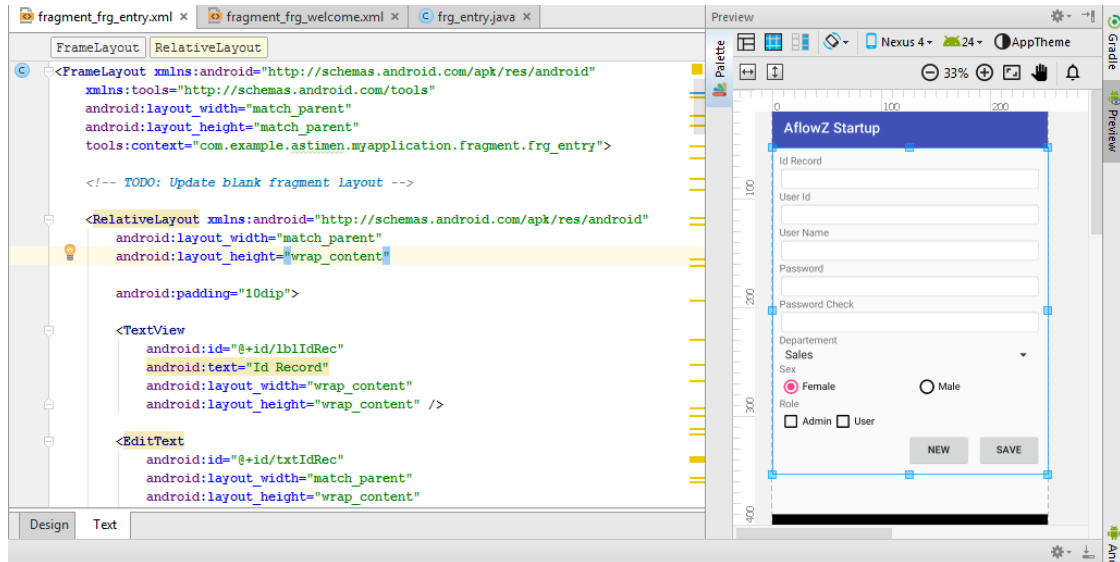 fragment_frg_entry.xml × fragment_frg_welcome.xml × C frg_entry.java ×
FrameLayout RelativeLayout
C <FrameLayout xmlns:android="http://schemas.android.com/apk/res/android"
xmlns:tools="http://schemas.android.com/tools"
android:layout_width="match_parent"
android:layout_height="match_parent"
tools:context="com.example.astimen.myapplication.fragment.frg_entry">
<!-- TODO: Update blank fragment layout -->
<RelativeLayout xmlns:android="http://schemas.android.com/apk/res/android"
android:layout_width="match_parent"
android:layout_height="wrap_content"
android:padding="10dip">
<TextView
android:id="@+id/lblIdRec"
android:text="Id Record"
android:layout_width="wrap_content"
android:layout_height="wrap_content" />
<EditText
android:id="@+id/txtIdRec"
android:layout_width="match_parent"
android:layout_height="wrap_content"
Design Text
Preview
Palette
Nexus 4 24 AppTheme
33%
0 100 200
100
200
300
400
AflowZ Startup
Id Record
User Id
User Name
Password
Password Check
Departement
Sales
Sex
Female Male
Role
Admin User
NEW SAVE
Gradle
Preview